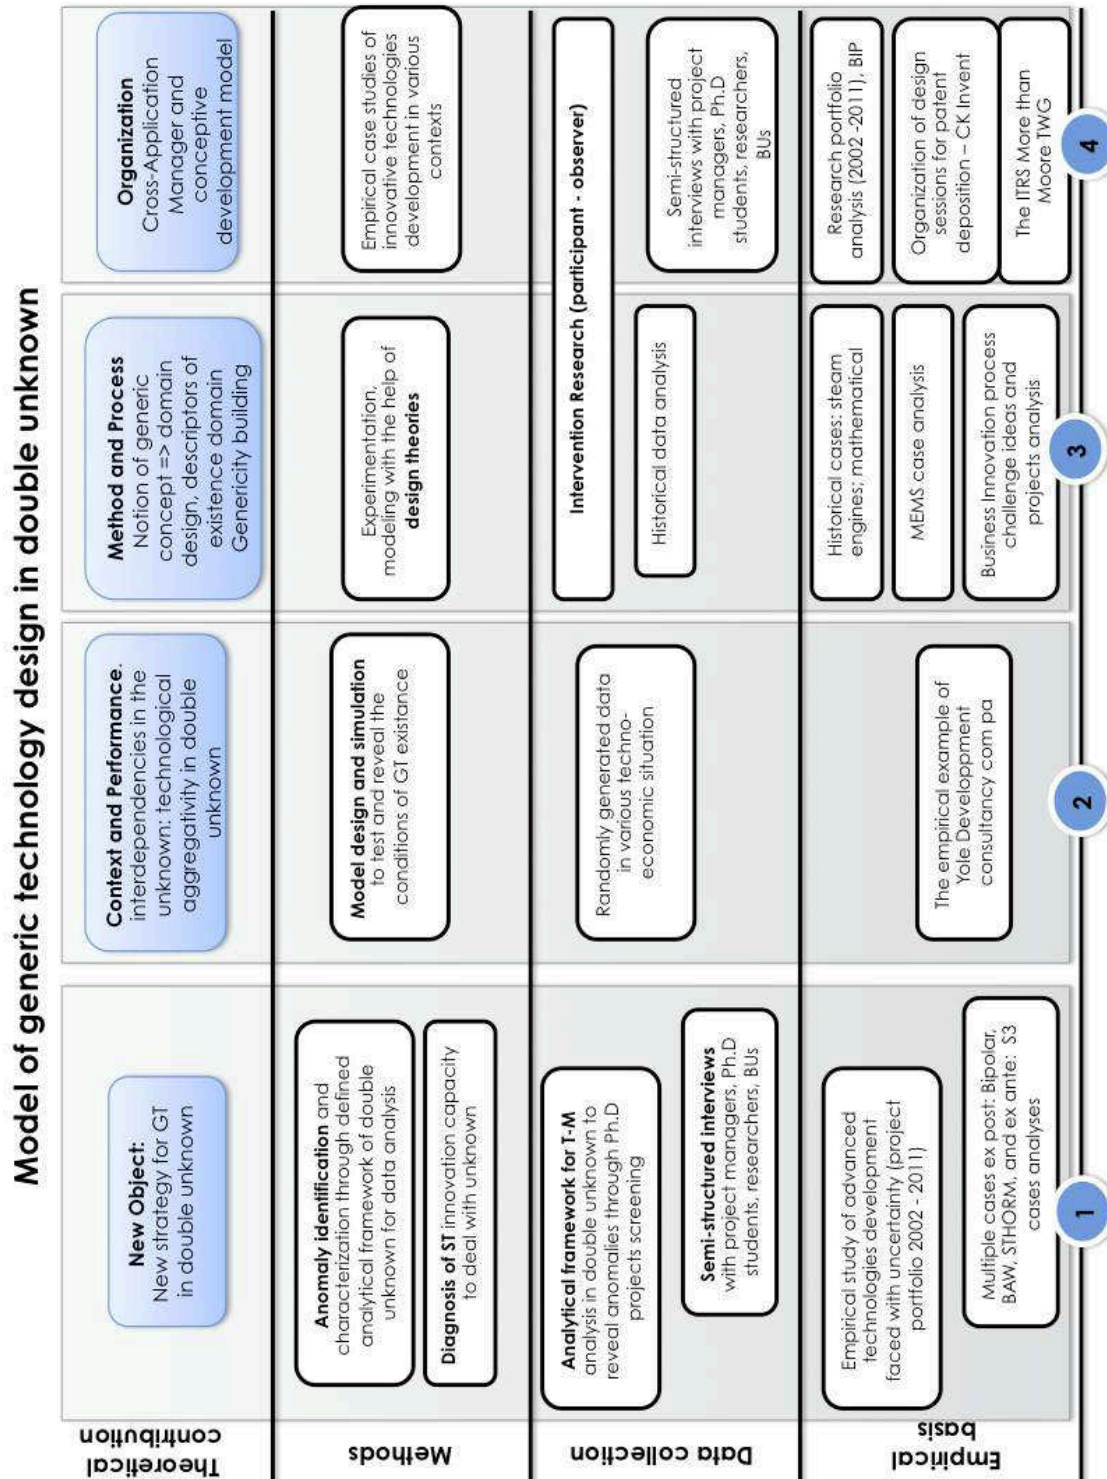 Model of generic technology design in double unknown
Theoretical
contribution
New Object:
New strategy for GT
in double unknown
Context and Performance.
interdependencies in the
unknown: technological
aggregativity in double
unknown
Method and Process
Notion of generic
concept => domain
design, descriptors of
existence domain
Genericity building
Organization
Cross-Application
Manager and
conceptive
development model
Methods
Anomaly identification and
characterization through defined
analytical framework of double
unknown for data analysis
Diagnosis of ST innovation capacity
to deal with unknown
Model design and simulation
to test and reveal the
conditions of GT existance
Experimentation,
modeling with the help of
design theories
Empirical case studies of
innovative technologies
development in various
contexts
Data collection
Analytical framework for T-M
analysis in double unknown to
reveal anomalies through Ph.D
projects screening
Semi-structured interviews
with project managers, Ph.D
students, researchers, BUs
Randomly generated data
in various techno-
economic situation
Intervention Research (participant - observer)
Historical data analysis
Semi-structured
interviews with project
managers, Ph.D
students, researchers,
BUs
Empirical
basis
Empirical study of advanced
technologies development
faced with uncertainty (project
portfolio 2002 - 2011)
Multiple cases ex post: Bipolar,
BAW, STHORM, and ex ante: S3
cases analyses
The empirical example of
Yole Developpment
consultancy com pa
Historical cases: steam
engines; mathematical
MEMS case analysis
Business Innovation process
challenge ideas and
projects analysis
Research portfolio
analysis (2002 -2011), BIP
Organization of design
sessions for patent
deposition – CK Invent
The ITRS More than
Moore TWG
1
2
3
4